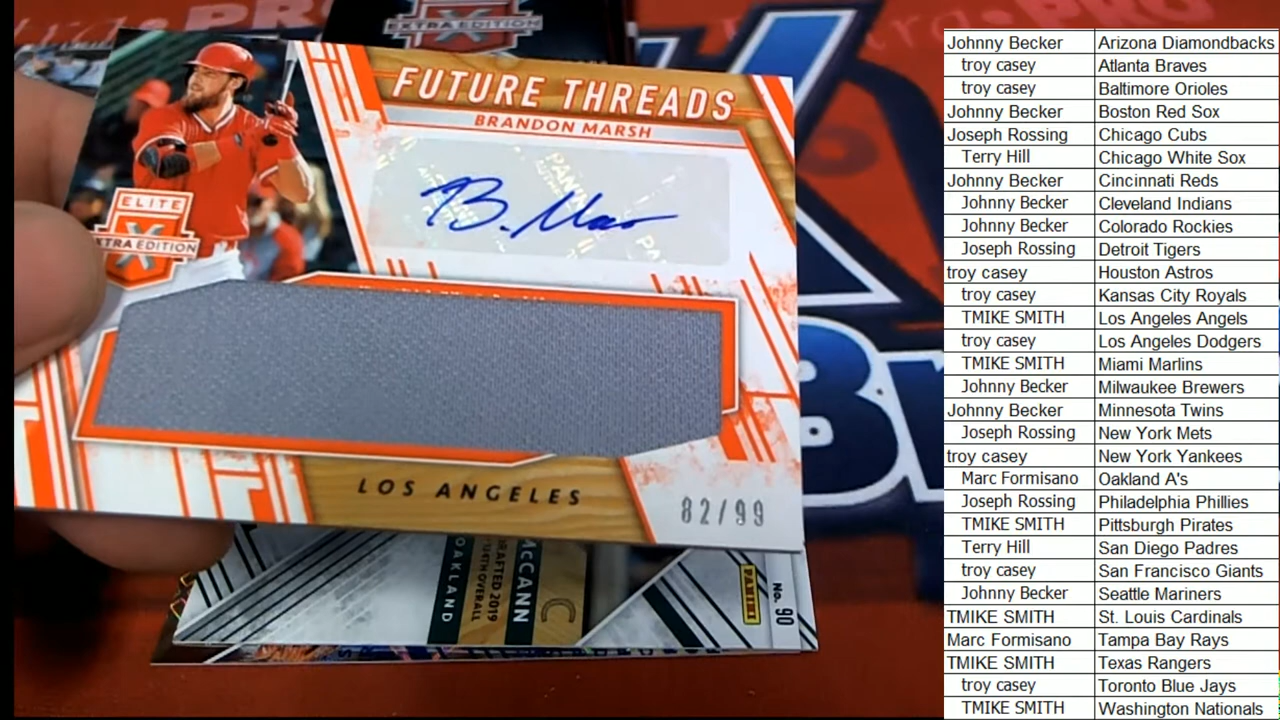 EXTRA EDITION
PRO
FUTURE THREADS
BRANDON MARSH
B. Mar
ELITE
EXTRA EDITION
X
LOS ANGELES
82/99
McCANN
DRAFTED 2019
OAKLAND
C
PANINI
No. 90
Johnny Becker Arizona Diamondbacks
troy casey Atlanta Braves
troy casey Baltimore Orioles
Johnny Becker Boston Red Sox
Joseph Rossing Chicago Cubs
Terry Hill Chicago White Sox
Johnny Becker Cincinnati Reds
Johnny Becker Cleveland Indians
Johnny Becker Colorado Rockies
Joseph Rossing Detroit Tigers
troy casey Houston Astros
troy casey Kansas City Royals
TMIKE SMITH Los Angeles Angels
troy casey Los Angeles Dodgers
TMIKE SMITH Miami Marlins
Johnny Becker Milwaukee Brewers
Johnny Becker Minnesota Twins
Joseph Rossing New York Mets
troy casey New York Yankees
Marc Formisano Oakland A's
Joseph Rossing Philadelphia Phillies
TMIKE SMITH Pittsburgh Pirates
Terry Hill San Diego Padres
troy casey San Francisco Giants
Johnny Becker Seattle Mariners
TMIKE SMITH St. Louis Cardinals
Marc Formisano Tampa Bay Rays
TMIKE SMITH Texas Rangers
troy casey Toronto Blue Jays
TMIKE SMITH Washington Nationals